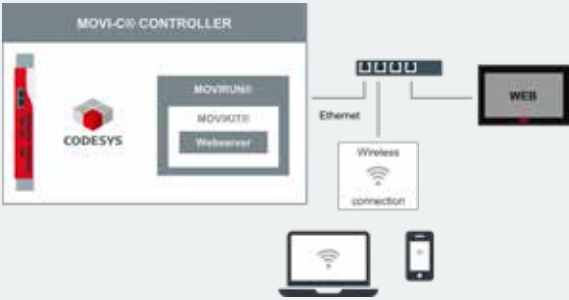 MOVI-C® CONTROLLER
CODESYS
MOVIRUN®
MOVIKIT®
Webserver
Ethernet
WEB
Wireless
connection